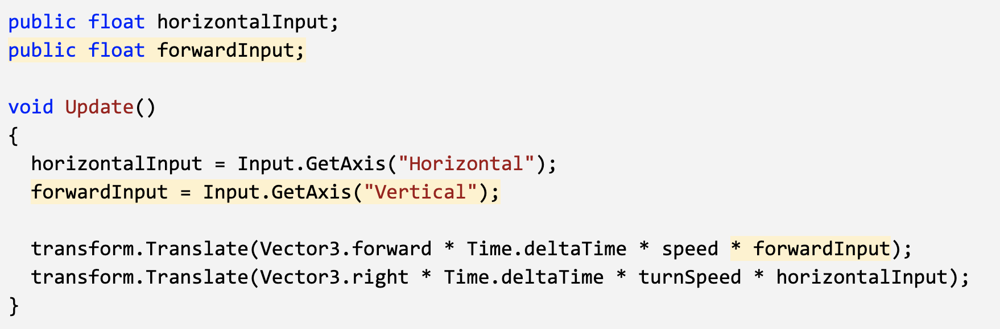 public float horizontalInput;
public float forwardInput;
void Update()
{
horizontalInput = Input.GetAxis("Horizontal");
forwardInput = Input.GetAxis("Vertical");
transform.Translate(Vector3.forward * Time.deltaTime * speed * forwardInput);
transform.Translate(Vector3.right * Time.deltaTime * turnSpeed * horizontalInput);
}